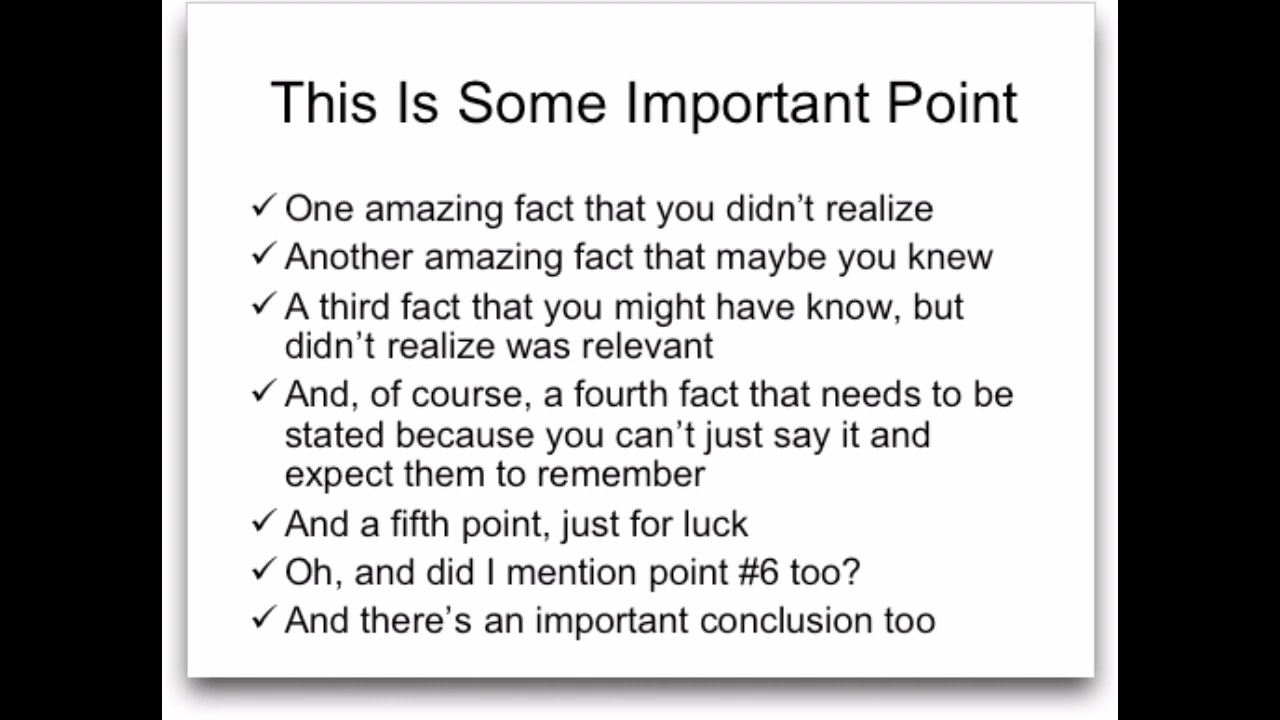 This Is Some Important Point
✓ One amazing fact that you didn’t realize
✓ Another amazing fact that maybe you knew
✓ A third fact that you might have know, but
didn’t realize was relevant
✓ And, of course, a fourth fact that needs to be
stated because you can’t just say it and
expect them to remember
✓ And a fifth point, just for luck
✓ Oh, and did I mention point #6 too?
✓ And there’s an important conclusion too